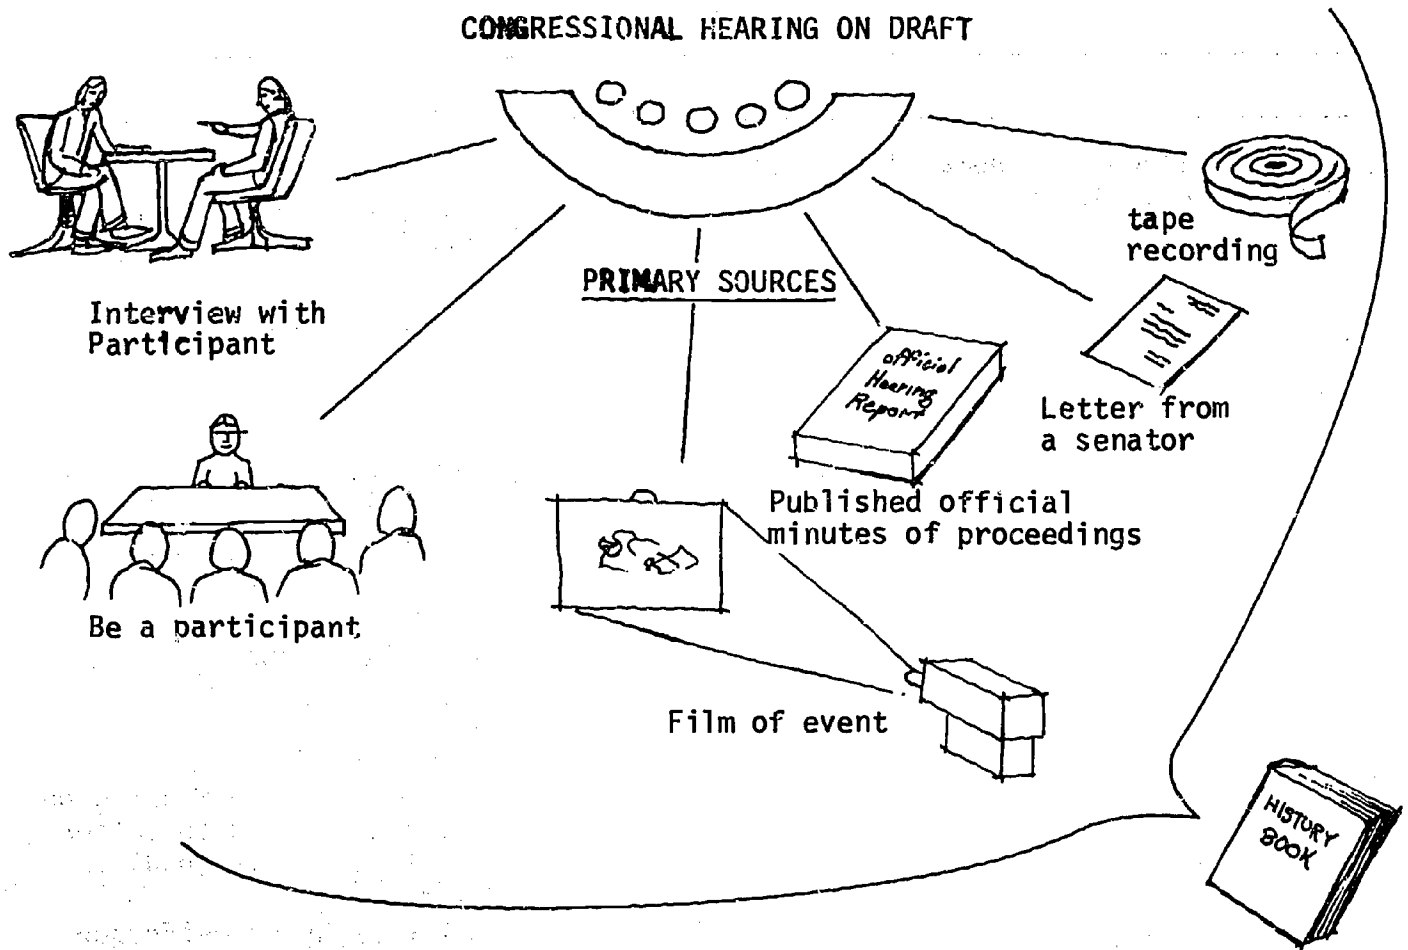 CONGRESSIONAL HEARING ON DRAFT
PRIMARY SOURCES
Interview with
Participant
Be a participant
Film of event
official
Hearing
Report
Published official
minutes of proceedings
Letter from
a senator
tape
recording
HISTORY
BOOK